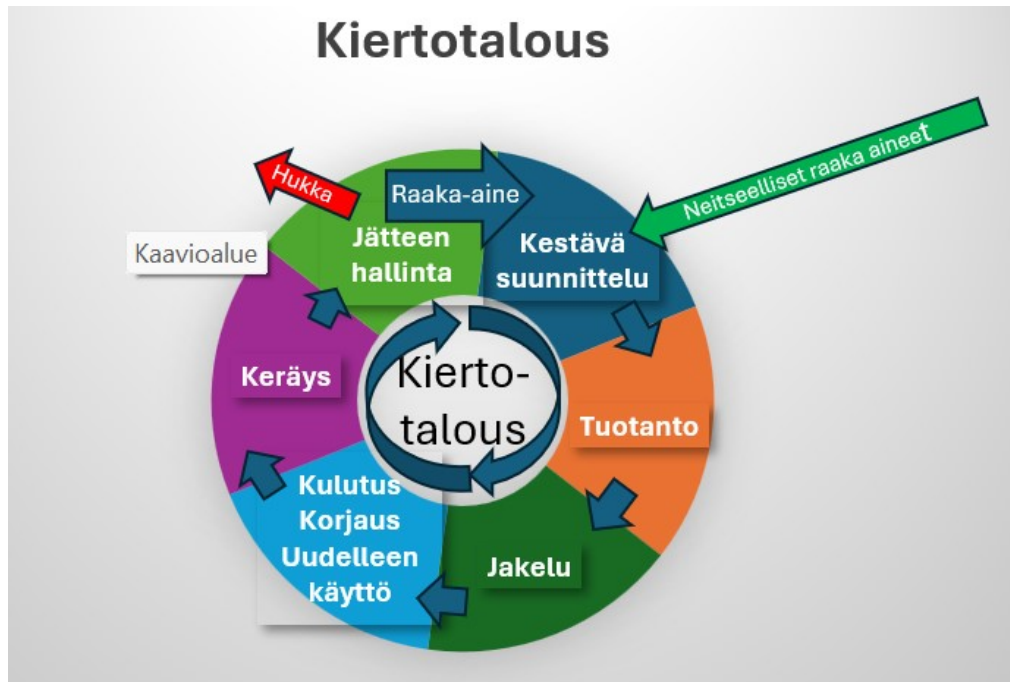 Kiertotalous
Neitseelliset raaka aineet
Hukka
Raaka-aine
Jätteen
hallinta
Kestävä
suunnittelu
Kaavioalue
Kierto-
talous
Keräys
Tuotanto
Kulutus
Korjaus
Uudelleen
käyttö
Jakelu